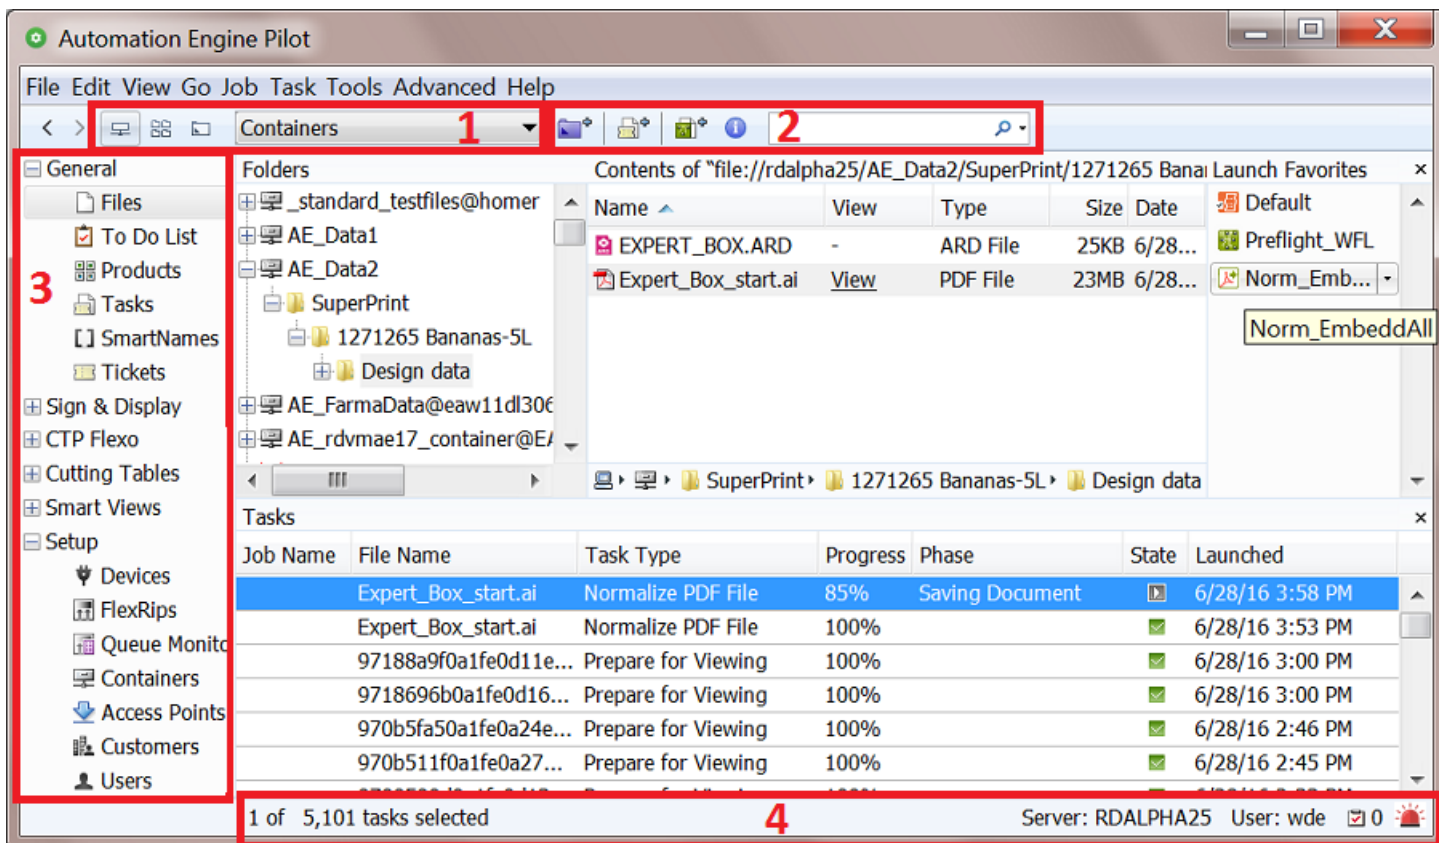 Automation Engine Pilot
File Edit View Go Job Task Tools Advanced Help
Containers 1 2
General
Files
To Do List
Products
3
Tasks
SmartNames
Tickets
Sign & Display
CTP Flexo
Cutting Tables
Smart Views
Setup
Devices
FlexRips
Queue Monito
Containers
Access Points
Customers
Users
Folders
_standard_testfiles@homer
AE_Data1
AE_Data2
SuperPrint
1271265 Bananas-5L
Design data
AE_FarmaData@eaw11dl306
AE_rdvmae17_container@EA
Contents of "file://rdalpha25/AE_Data2/SuperPrint/1271265 Banai
Name View Type Size Date
EXPERT_BOX.ARD - ARD File 25KB 6/28...
Expert_Box_start.ai View PDF File 23MB 6/28...
SuperPrint 1271265 Bananas-5L Design data
Launch Favorites
Default
Preflight_WFL
Norm_Emb...
Norm_EmbeddAll
Tasks
Job Name File Name Task Type Progress Phase State Launched
Expert_Box_start.ai Normalize PDF File 85% Saving Document 6/28/16 3:58 PM
Expert_Box_start.ai Normalize PDF File 100% 6/28/16 3:53 PM
97188a9f0a1fe0d11e... Prepare for Viewing 100% 6/28/16 3:00 PM
9718696b0a1fe0d16... Prepare for Viewing 100% 6/28/16 3:00 PM
970b5fa50a1fe0a24e... Prepare for Viewing 100% 6/28/16 2:46 PM
970b511f0a1fe0a27... Prepare for Viewing 100% 6/28/16 2:45 PM
1 of 5,101 tasks selected 4 Server: RDALPHA25 User: wde 0